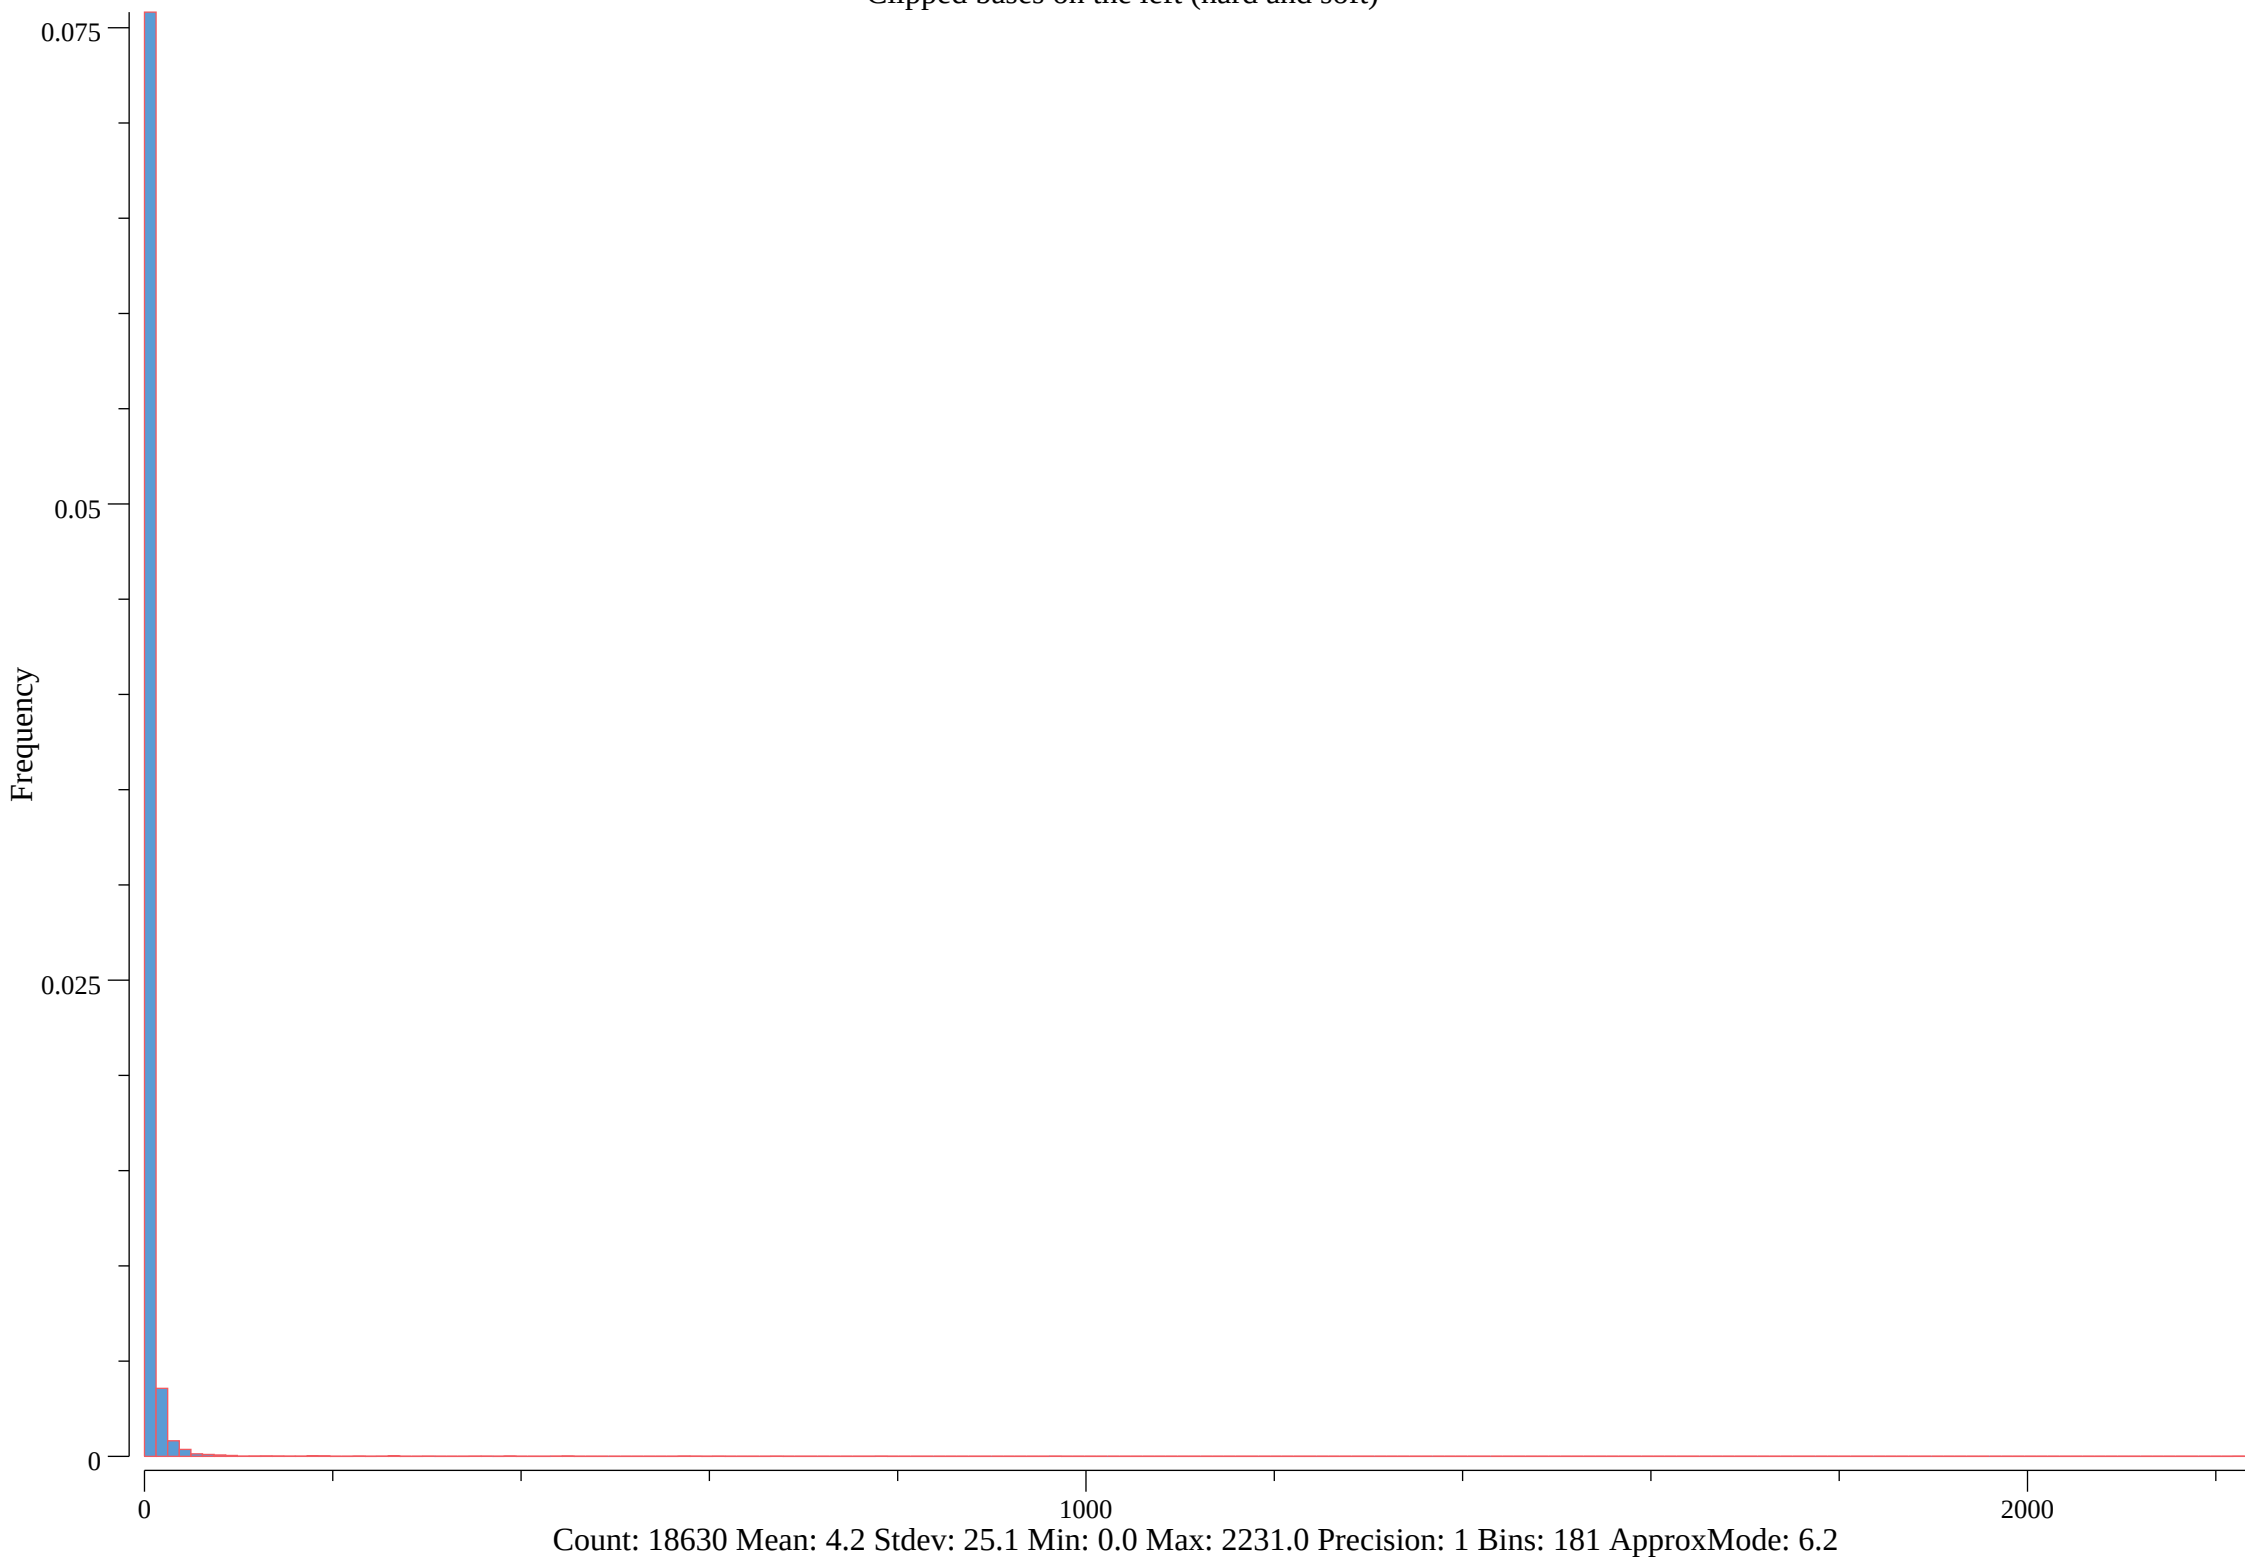 Clipped bases on the left (hard and soft)
0.075
0.05
0.025
0
Frequency
0
1000
2000
Count: 18630 Mean: 4.2 Stdev: 25.1 Min: 0.0 Max: 2231.0 Precision: 1 Bins: 181 ApproxMode: 6.2